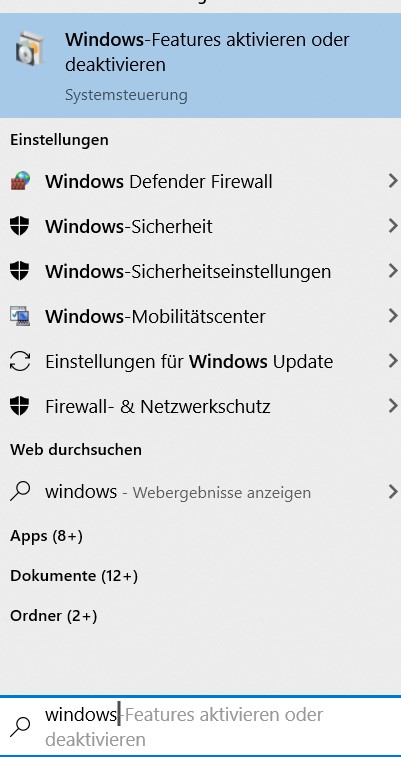 Windows-Features aktivieren oder
deaktivieren
Systemsteuerung
Einstellungen
Windows Defender Firewall
Windows-Sicherheit
Windows-Sicherheitseinstellungen
Windows-Mobilitätscenter
Einstellungen für Windows Update
Firewall- & Netzwerkschutz
Web durchsuchen
windows - Webergebnisse anzeigen
Apps (8+)
Dokumente (12+)
Ordner (2+)
windows-Features aktivieren oder
deaktivieren